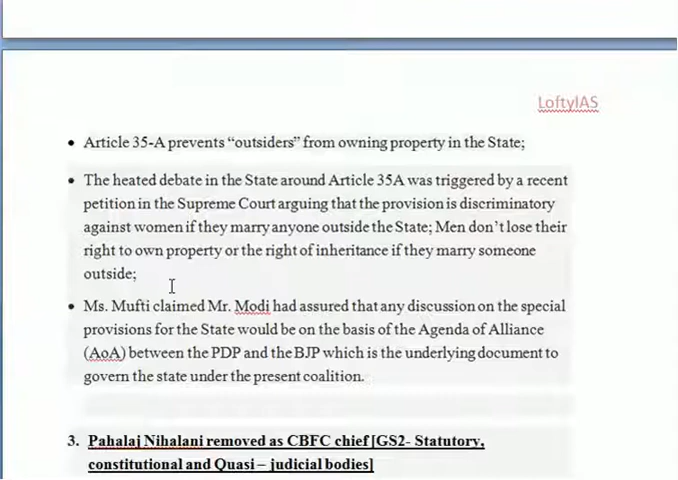 LoftyIAS
• Article 35-A prevents “outsiders” from owning property in the State;
• The heated debate in the State around Article 35A was triggered by a recent
petition in the Supreme Court arguing that the provision is discriminatory
against women if they marry anyone outside the State; Men don’t lose their
right to own property or the right of inheritance if they marry someone
outside;
• Ms. Mufti claimed Mr. Modi had assured that any discussion on the special
provisions for the State would be on the basis of the Agenda of Alliance
(AoA) between the PDP and the BJP which is the underlying document to
govern the state under the present coalition.
3. Pahalaj Nihalani removed as CBFC chief [GS2- Statutory,
constitutional and Quasi – judicial bodies]